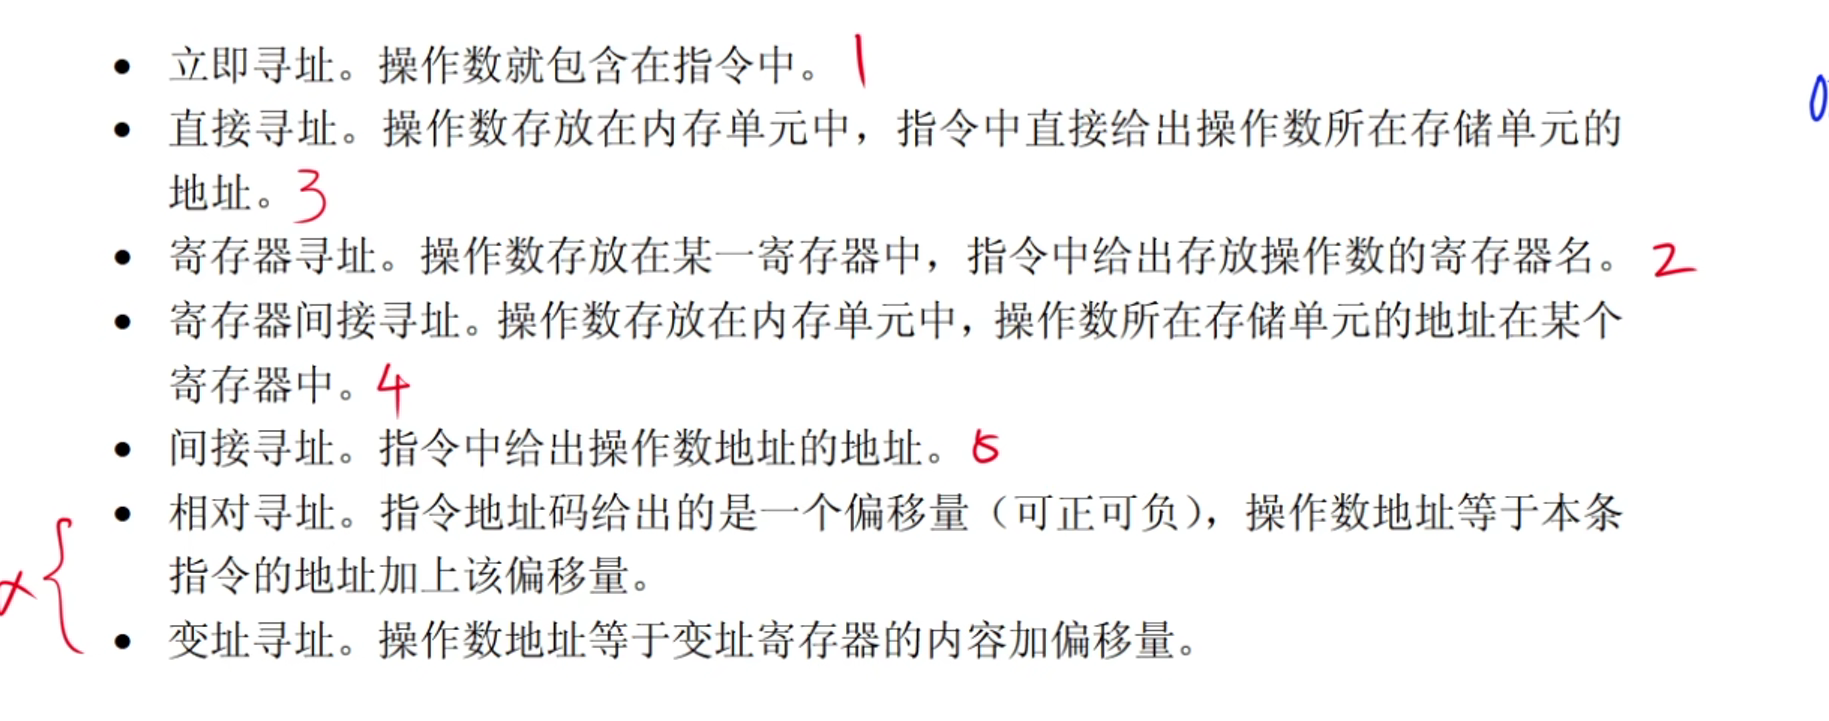 • 立即寻址。操作数就包含在指令中。 1
• 直接寻址。操作数存放在内存单元中，指令中直接给出操作数所在存储单元的
地址。 3
• 寄存器寻址。操作数存放在某一寄存器中，指令中给出存放操作数的寄存器名。 2
• 寄存器间接寻址。操作数存放在内存单元中，操作数所在存储单元的地址在某个
寄存器中。 4
• 间接寻址。指令中给出操作数地址的地址。 5
• 相对寻址。指令地址码给出的是一个偏移量（可正可负），操作数地址等于本条
指令的地址加上该偏移量。
• 变址寻址。操作数地址等于变址寄存器的内容加偏移量。